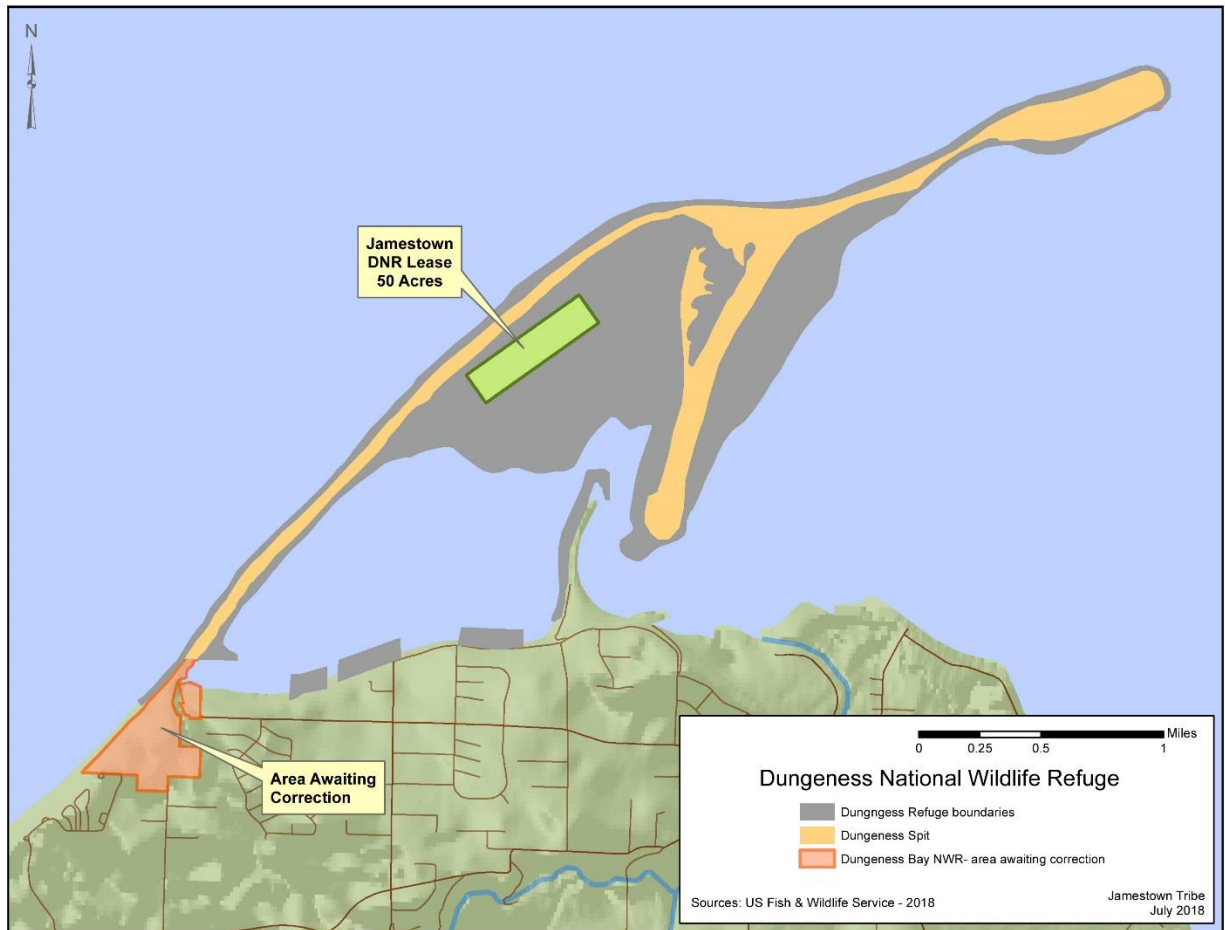 N
Jamestown
DNR Lease
50 Acres
Area Awaiting
Correction
Miles
0 0.25 0.5 1
Dungeness National Wildlife Refuge
Dungngess Refuge boundaries
Dungeness Spit
Dungeness Bay NWR- area awaiting correction
Sources: US Fish & Wildlife Service - 2018
Jamestown Tribe
July 2018